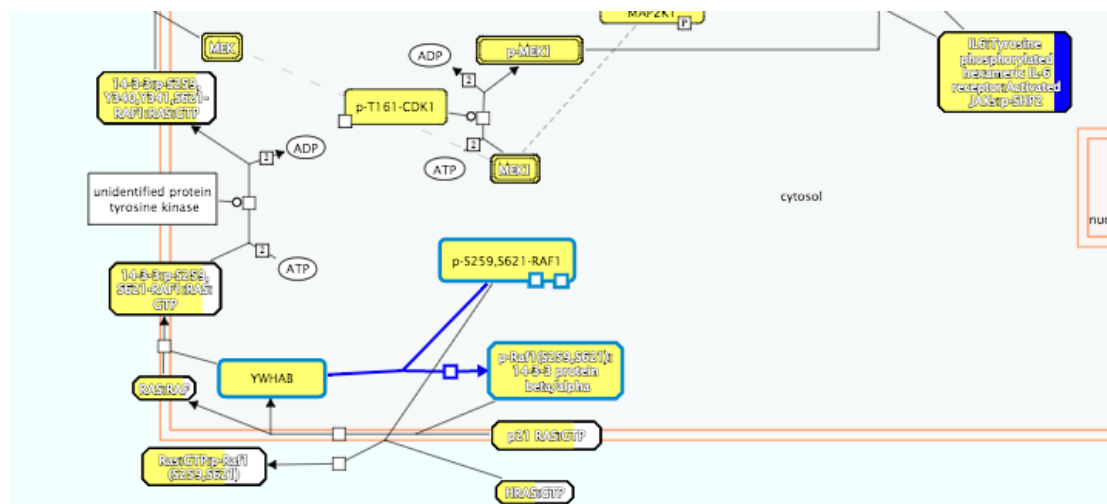 MAP2K1
P
MEK
ADP
p-MEK1
IL6:Tyrosine
phosphorylated
hexameric IL-6
receptor:Activated
JAKs:p-SHP2
2
14-3-3:p-S259,
Y340,Y341,S621-
RAF1:RAS:GTP
p-T161-CDK1
2
ATP
MEK1
2
ADP
unidentified protein
tyrosine kinase
cytosol
nuc
2
ATP
p-S259,S621-RAF1
14-3-3:p-S259,
S621-RAF1:RAS:
GTP
YWHAB
p-Raf1(S259,S621):
14-3-3 protein
beta/alpha
RAS:RAF
p21 RAS:GTP
Ras:GTP:p-Raf1
(S259,S621)
HRAS:GTP